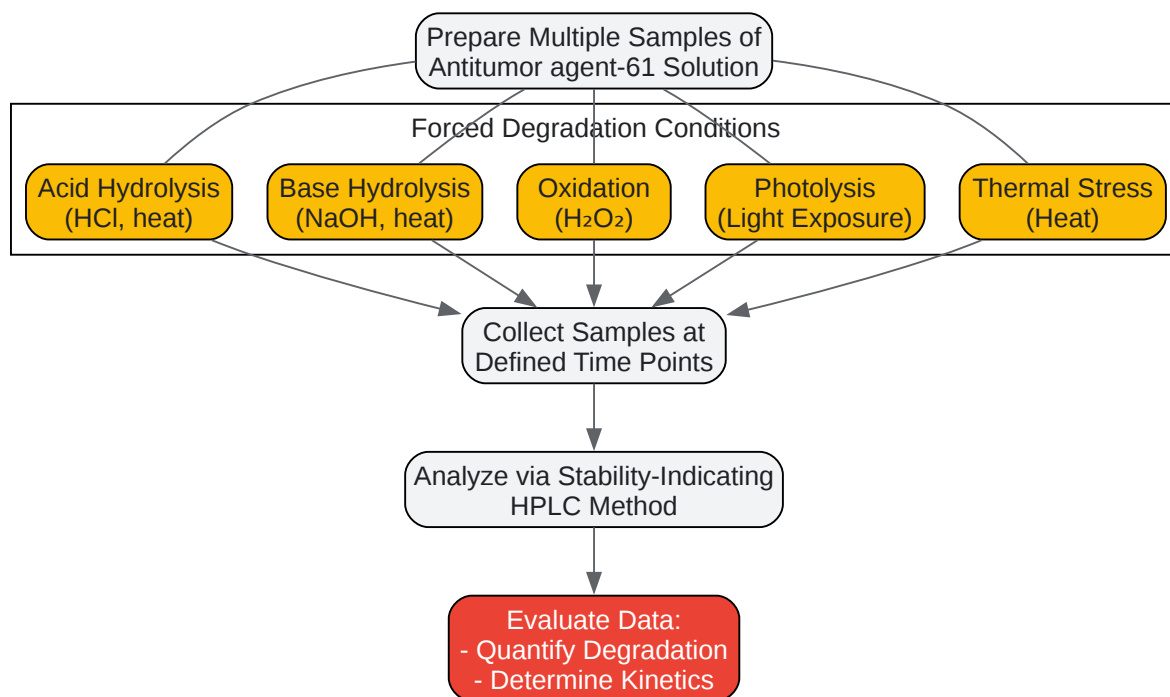 Prepare Multiple Samples of
Antitumor agent-61 Solution
Forced Degradation Conditions
Acid Hydrolysis
(HCl, heat)
Base Hydrolysis
(NaOH, heat)
Oxidation
(H₂O₂)
Photolysis
(Light Exposure)
Thermal Stress
(Heat)
Collect Samples at
Defined Time Points
Analyze via Stability-Indicating
HPLC Method
Evaluate Data:
- Quantify Degradation
- Determine Kinetics